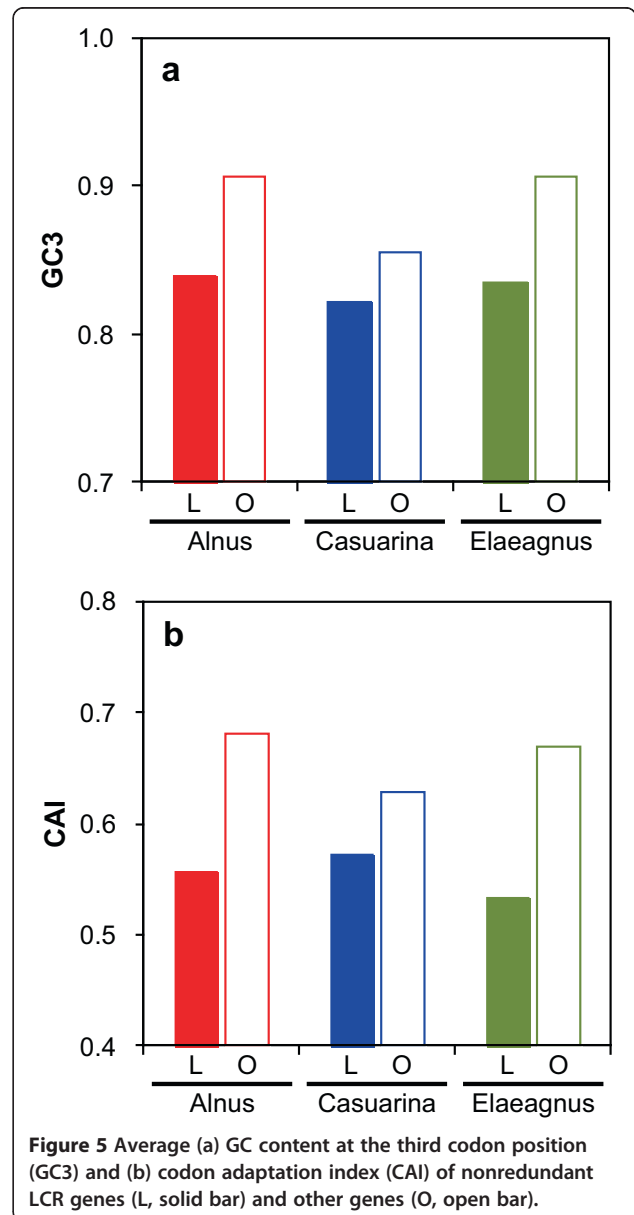 1.0
a
0.9
GC3
0.8
0.7
L O L O L O
Alnus Casuarina Elaeagnus
0.8
b
0.7
CAI
0.6
0.5
0.4
L O L O L O
Alnus Casuarina Elaeagnus
Figure 5 Average (a) GC content at the third codon position
(GC3) and (b) codon adaptation index (CAI) of nonredundant
LCR genes (L, solid bar) and other genes (O, open bar).